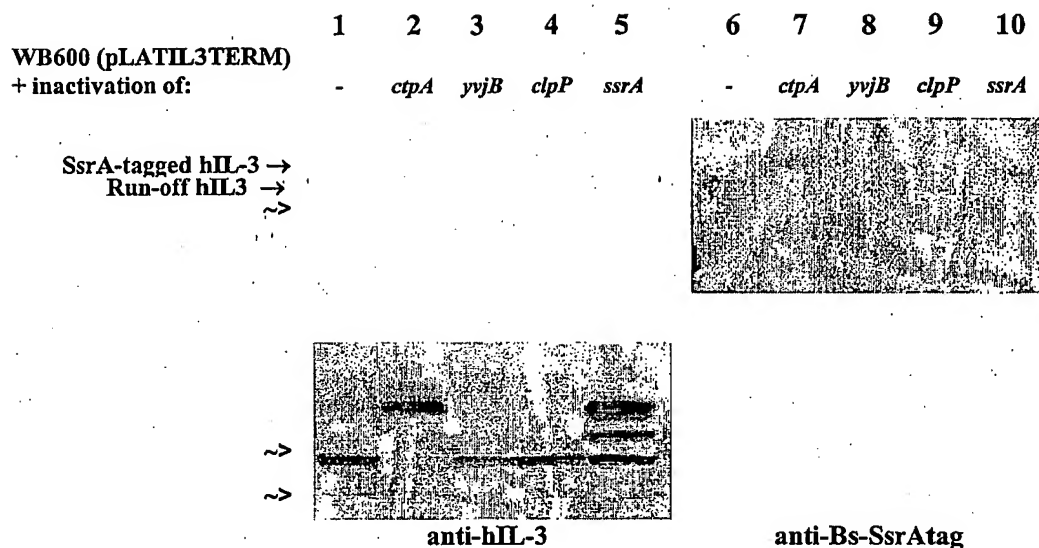 1 2 3 4 5 6 7 8 9 10
WB600 (pLATIL3TERM)
+ inactivation of: - ctpA yvjB clpP ssrA - ctpA yvjB clpP ssrA
SsrA-tagged hIL-3 →
Run-off hIL3 →
~>
~>
~>
anti-hIL-3 anti-Bs-SsrAtag